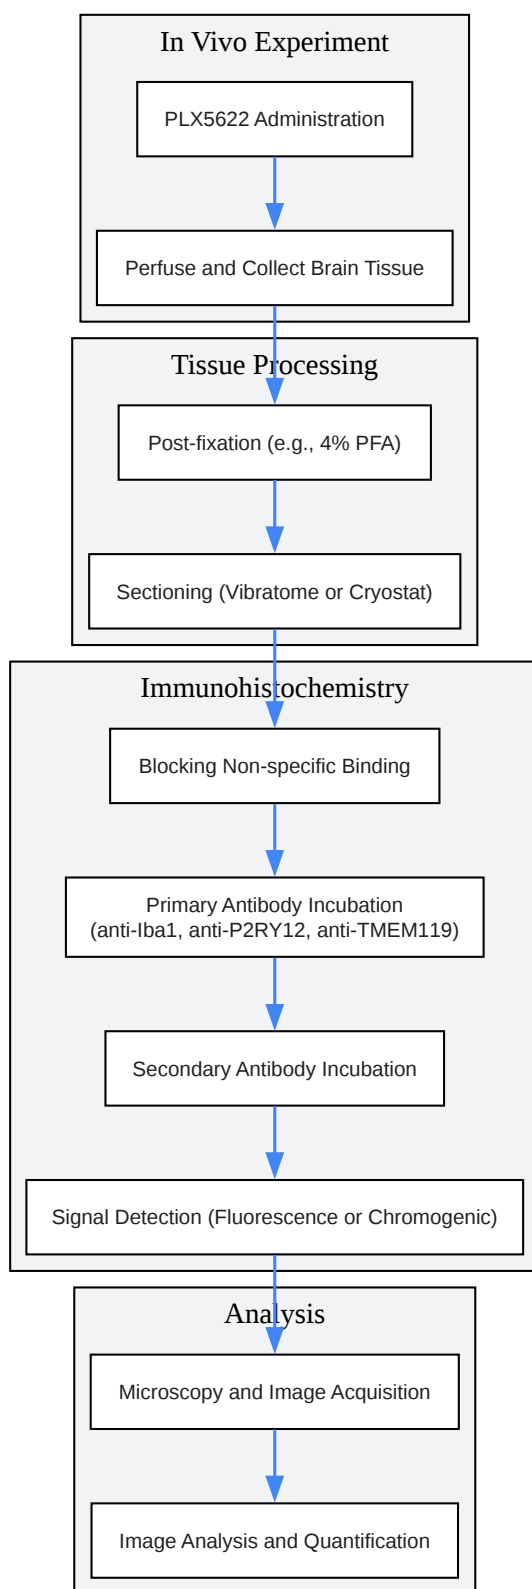 In Vivo Experiment
PLX5622 Administration
Perfuse and Collect Brain Tissue
Tissue Processing
Post-fixation (e.g., 4% PFA)
Sectioning (Vibratome or Cryostat)
Immunohistochemistry
Blocking Non-specific Binding
Primary Antibody Incubation
(anti-Iba1, anti-P2RY12, anti-TMEM119)
Secondary Antibody Incubation
Signal Detection (Fluorescence or Chromogenic)
Analysis
Microscopy and Image Acquisition
Image Analysis and Quantification